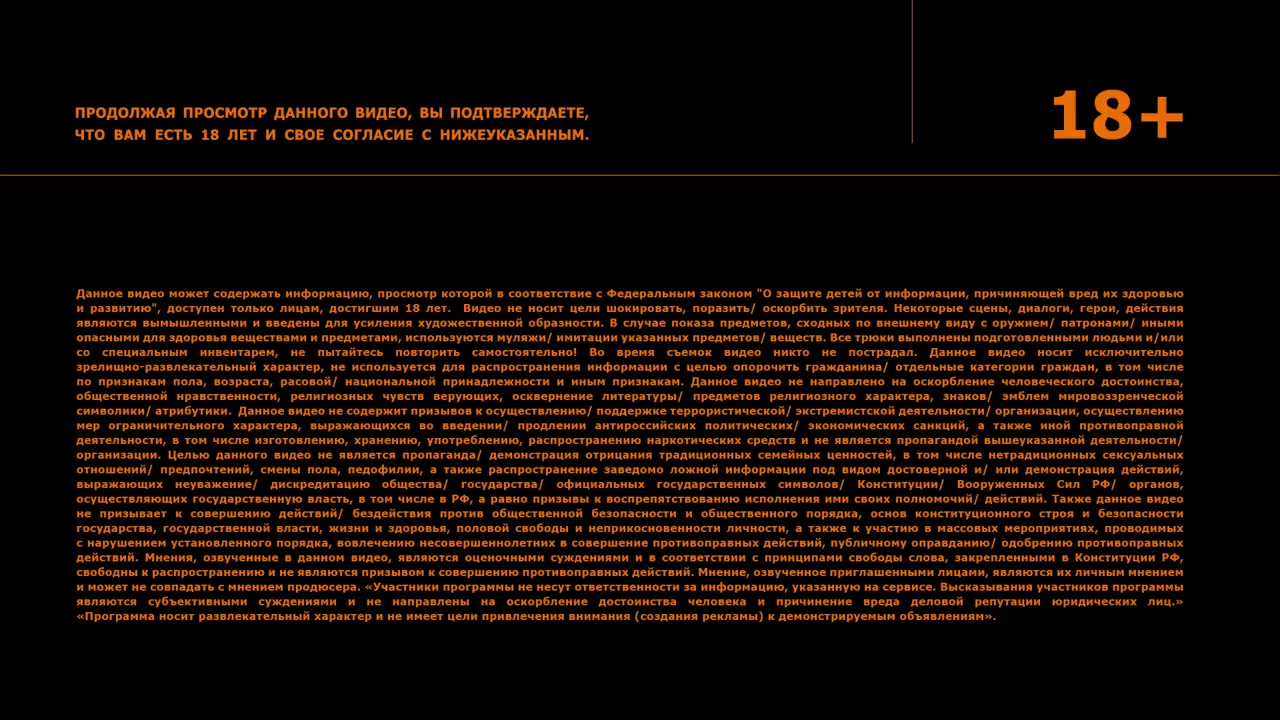 ПРОДОЛЖАЯ ПРОСМОТР ДАННОГО ВИДЕО, ВЫ ПОДТВЕРЖДАЕТЕ,
ЧТО ВАМ ЕСТЬ 18 ЛЕТ И СВОЕ СОГЛАСИЕ С НИЖЕУКАЗАННЫМ.
18+
Данное видео может содержать информацию, просмотр которой в соответствие с Федеральным законом "О защите детей от информации, причиняющей вред их здоровью
и развитию", доступен только лицам, достигшим 18 лет. Видео не носит цели шокировать, поразить/ оскорбить зрителя. Некоторые сцены, диалоги, герои, действия
являются вымышленными и введены для усиления художественной образности. В случае показа предметов, сходных по внешнему виду с оружием/ патронами/ иными
опасными для здоровья веществами и предметами, используются муляжи/ имитации указанных предметов/ веществ. Все трюки выполнены подготовленными людьми и/или
со специальным инвентарем, не пытайтесь повторить самостоятельно! Во время съемок видео никто не пострадал. Данное видео носит исключительно
зрелищно-развлекательный характер, не используется для распространения информации с целью опорочить гражданина/ отдельные категории граждан, в том числе
по признакам пола, возраста, расовой/ национальной принадлежности и иным признакам. Данное видео не направлено на оскорбление человеческого достоинства,
общественной нравственности, религиозных чувств верующих, осквернение литературы/ предметов религиозного характера, знаков/ эмблем мировоззренческой
символики/ атрибутики. Данное видео не содержит призывов к осуществлению/ поддержке террористической/ экстремистской деятельности/ организации, осуществлению
мер ограничительного характера, выражающихся во введении/ продлении антироссийских политических/ экономических санкций, а также иной противоправной
деятельности, в том числе изготовлению, хранению, употреблению, распространению наркотических средств и не является пропагандой вышеуказанной деятельности/
организации. Целью данного видео не является пропаганда/ демонстрация отрицания традиционных семейных ценностей, в том числе нетрадиционных сексуальных
отношений/ предпочтений, смены пола, педофилии, а также распространение заведомо ложной информации под видом достоверной и/ или демонстрация действий,
выражающих неуважение/ дискредитацию общества/ государства/ официальных государственных символов/ Конституции/ Вооруженных Сил РФ/ органов,
осуществляющих государственную власть, в том числе в РФ, а равно призывы к воспрепятствованию исполнения ими своих полномочий/ действий. Также данное видео
не призывает к совершению действий/ бездействия против общественной безопасности и общественного порядка, основ конституционного строя и безопасности
государства, государственной власти, жизни и здоровья, половой свободы и неприкосновенности личности, а также к участию в массовых мероприятиях, проводимых
с нарушением установленного порядка, вовлечению несовершеннолетних в совершение противоправных действий, публичному оправданию/ одобрению противоправных
действий. Мнения, озвученные в данном видео, являются оценочными суждениями и в соответствии с принципами свободы слова, закрепленными в Конституции РФ,
свободны к распространению и не являются призывом к совершению противоправных действий. Мнение, озвученное приглашенными лицами, являются их личным мнением
и может не совпадать с мнением продюсера. «Участники программы не несут ответственности за информацию, указанную на сервисе. Высказывания участников программы
являются субъективными суждениями и не направлены на оскорбление достоинства человека и причинение вреда деловой репутации юридических лиц.»
«Программа носит развлекательный характер и не имеет цели привлечения внимания (создания рекламы) к демонстрируемым объявлениям».